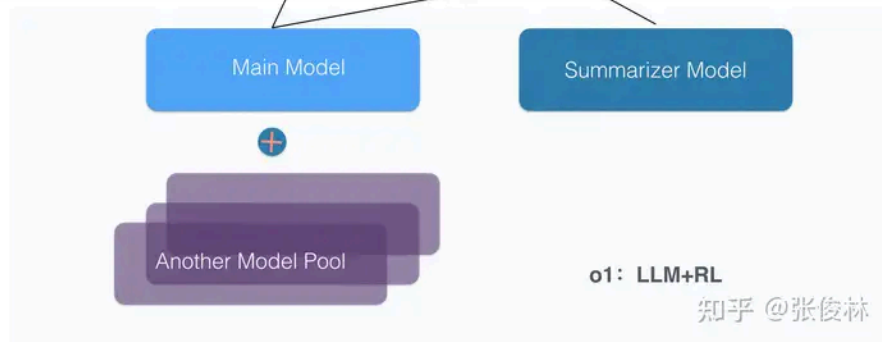 Main Model
Summarizer Model
Another Model Pool
o1：LLM+RL
知乎 @张俊林